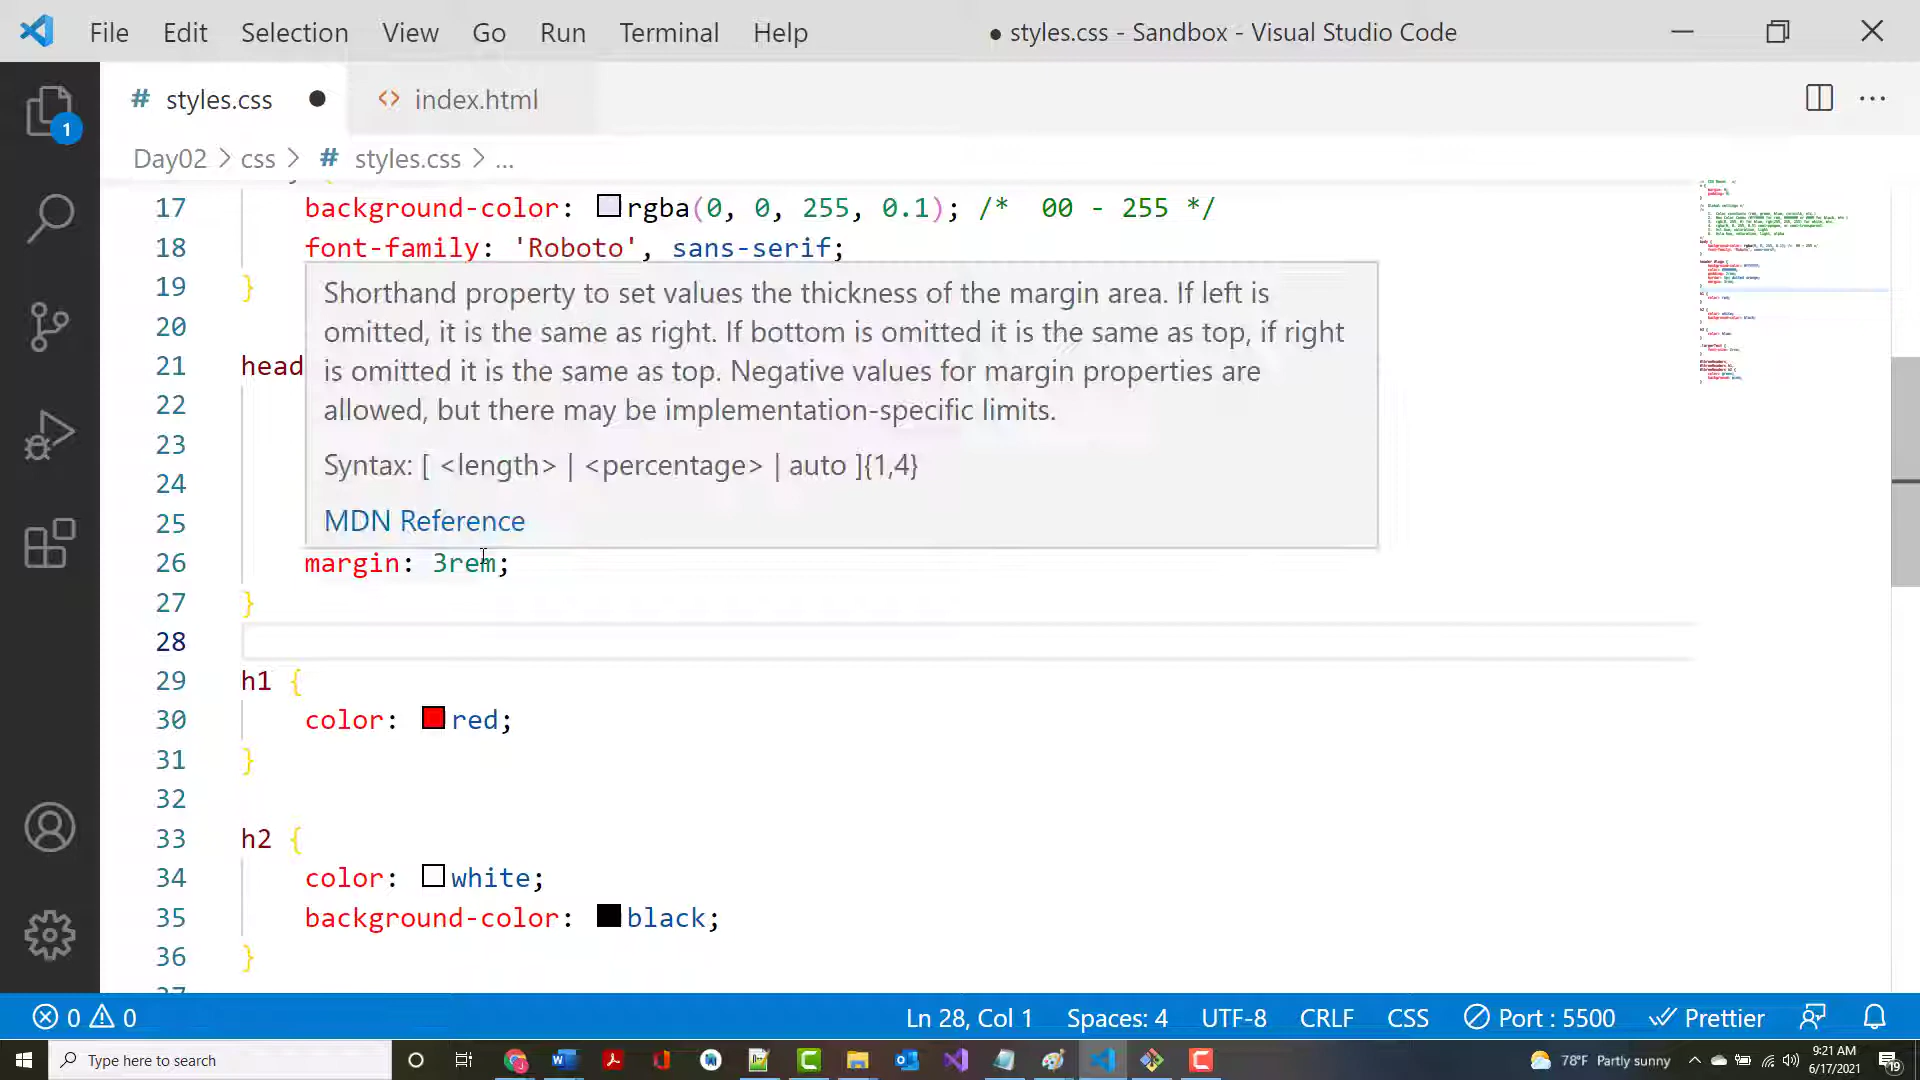 File Edit Selection View Go Run Terminal Help ● styles.css - Sandbox - Visual Studio Code
# styles.css ● <> index.html
Day02 > css > # styles.css > ...
17 background-color: rgba(0, 0, 255, 0.1); /* 00 - 255 */
18 font-family: 'Roboto', sans-serif;
19 }
20
21 head
22
23
24
25
Shorthand property to set values the thickness of the margin area. If left is
omitted, it is the same as right. If bottom is omitted it is the same as top, if right
is omitted it is the same as top. Negative values for margin properties are
allowed, but there may be implementation-specific limits.
Syntax: [ <length> | <percentage> | auto ]{1,4}
MDN Reference
26 margin: 3rem;
27 }
28
29 h1 {
30 color: red;
31 }
32
33 h2 {
34 color: white;
35 background-color: black;
36 }
1
0 0 Ln 28, Col 1 Spaces: 4 UTF-8 CRLF CSS Port : 5500 Prettier
Type here to search
78°F Partly sunny
9:21 AM
6/17/2021
19